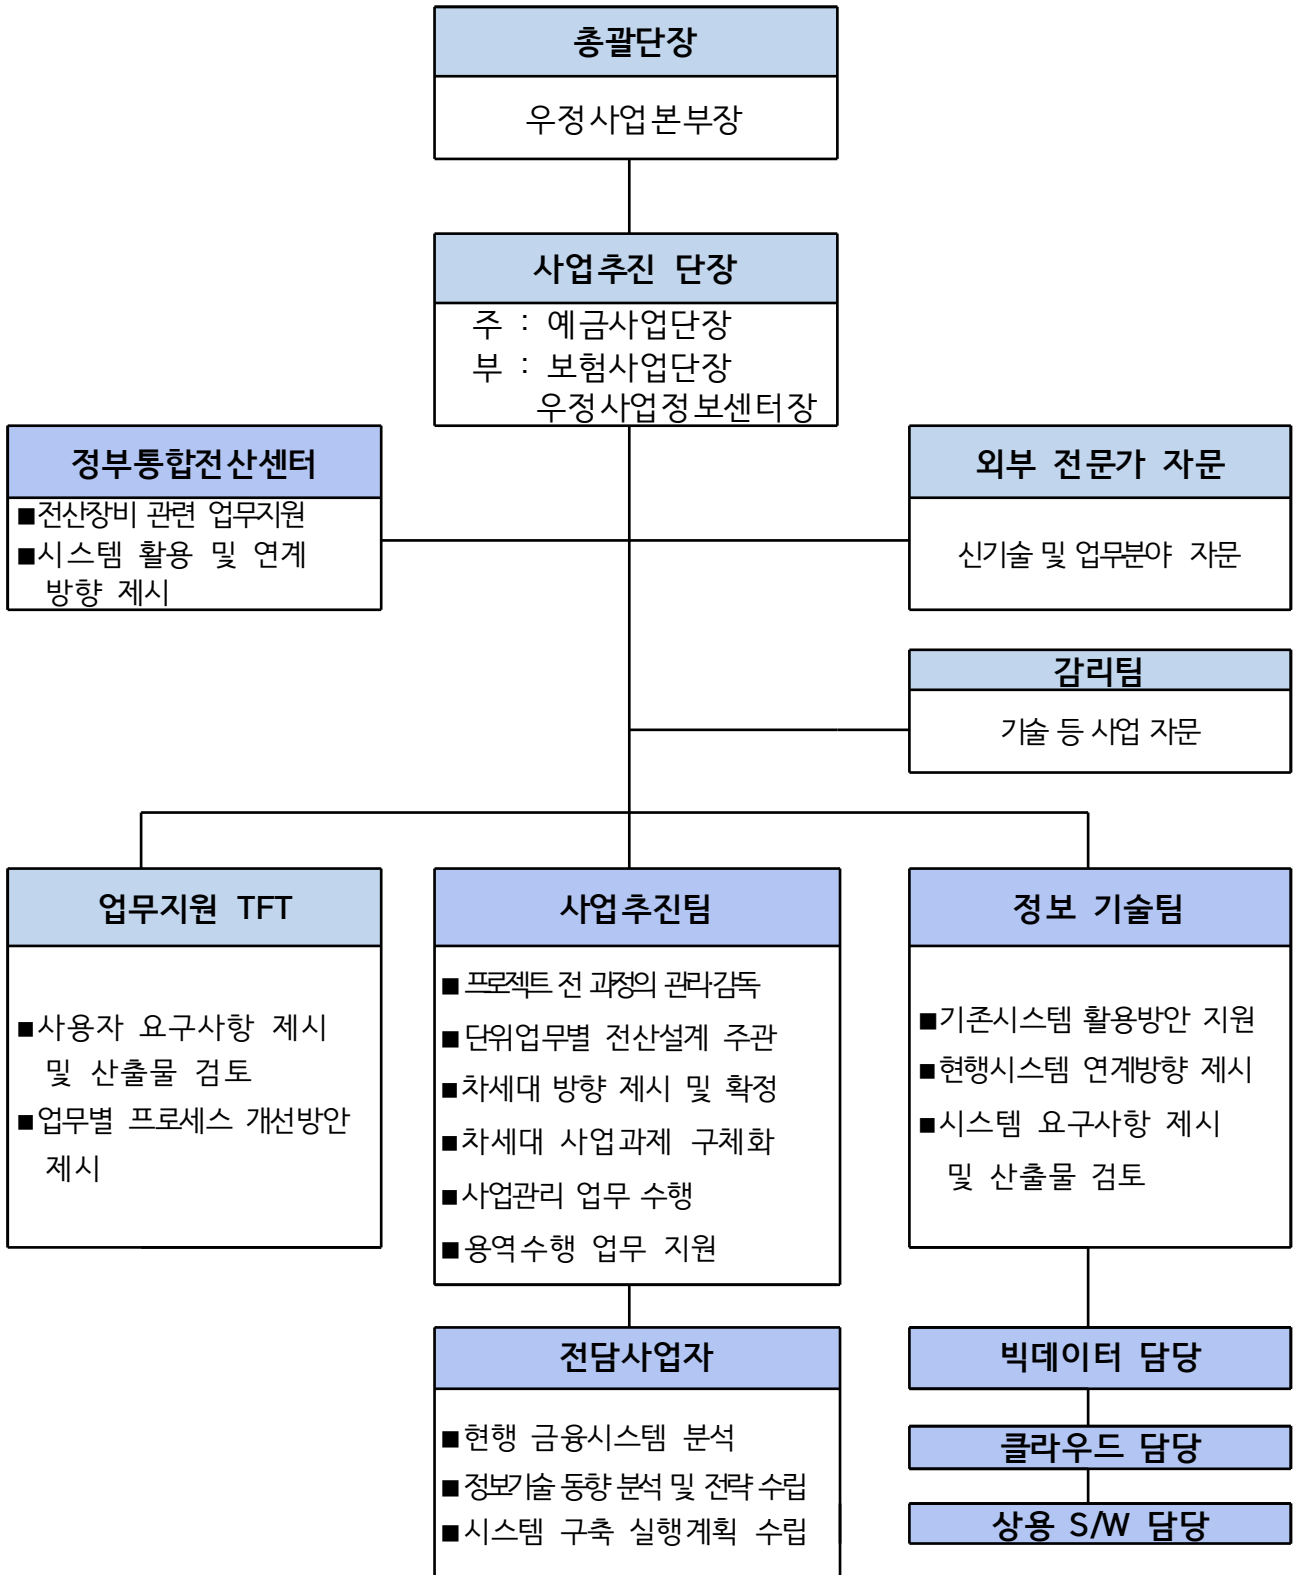 총괄단장
우정사업본부장
사업추진 단장
주 : 예금사업단장
부 : 보험사업단장
우정사업정보센터장
정부통합전산센터
■전산장비 관련 업무지원
■시스템 활용 및 연계
방향 제시
외부 전문가 자문
신기술 및 업무분야 자문
감리팀
기술 등 사업 자문
업무지원 TFT
■사용자 요구사항 제시
및 산출물 검토
■업무별 프로세스 개선방안
제시
사업추진팀
■프로젝트 전 과정의 관리·감독
■단위업무별 전산설계 주관
■차세대 방향 제시 및 확정
■차세대 사업과제 구체화
■사업관리 업무 수행
■용역수행 업무 지원
정보 기술팀
■기존시스템 활용방안 지원
■현행시스템 연계방향 제시
■시스템 요구사항 제시
및 산출물 검토
전담사업자
■현행 금융시스템 분석
■정보기술 동향 분석 및 전략 수립
■시스템 구축 실행계획 수립
빅데이터 담당
클라우드 담당
상용 S/W 담당